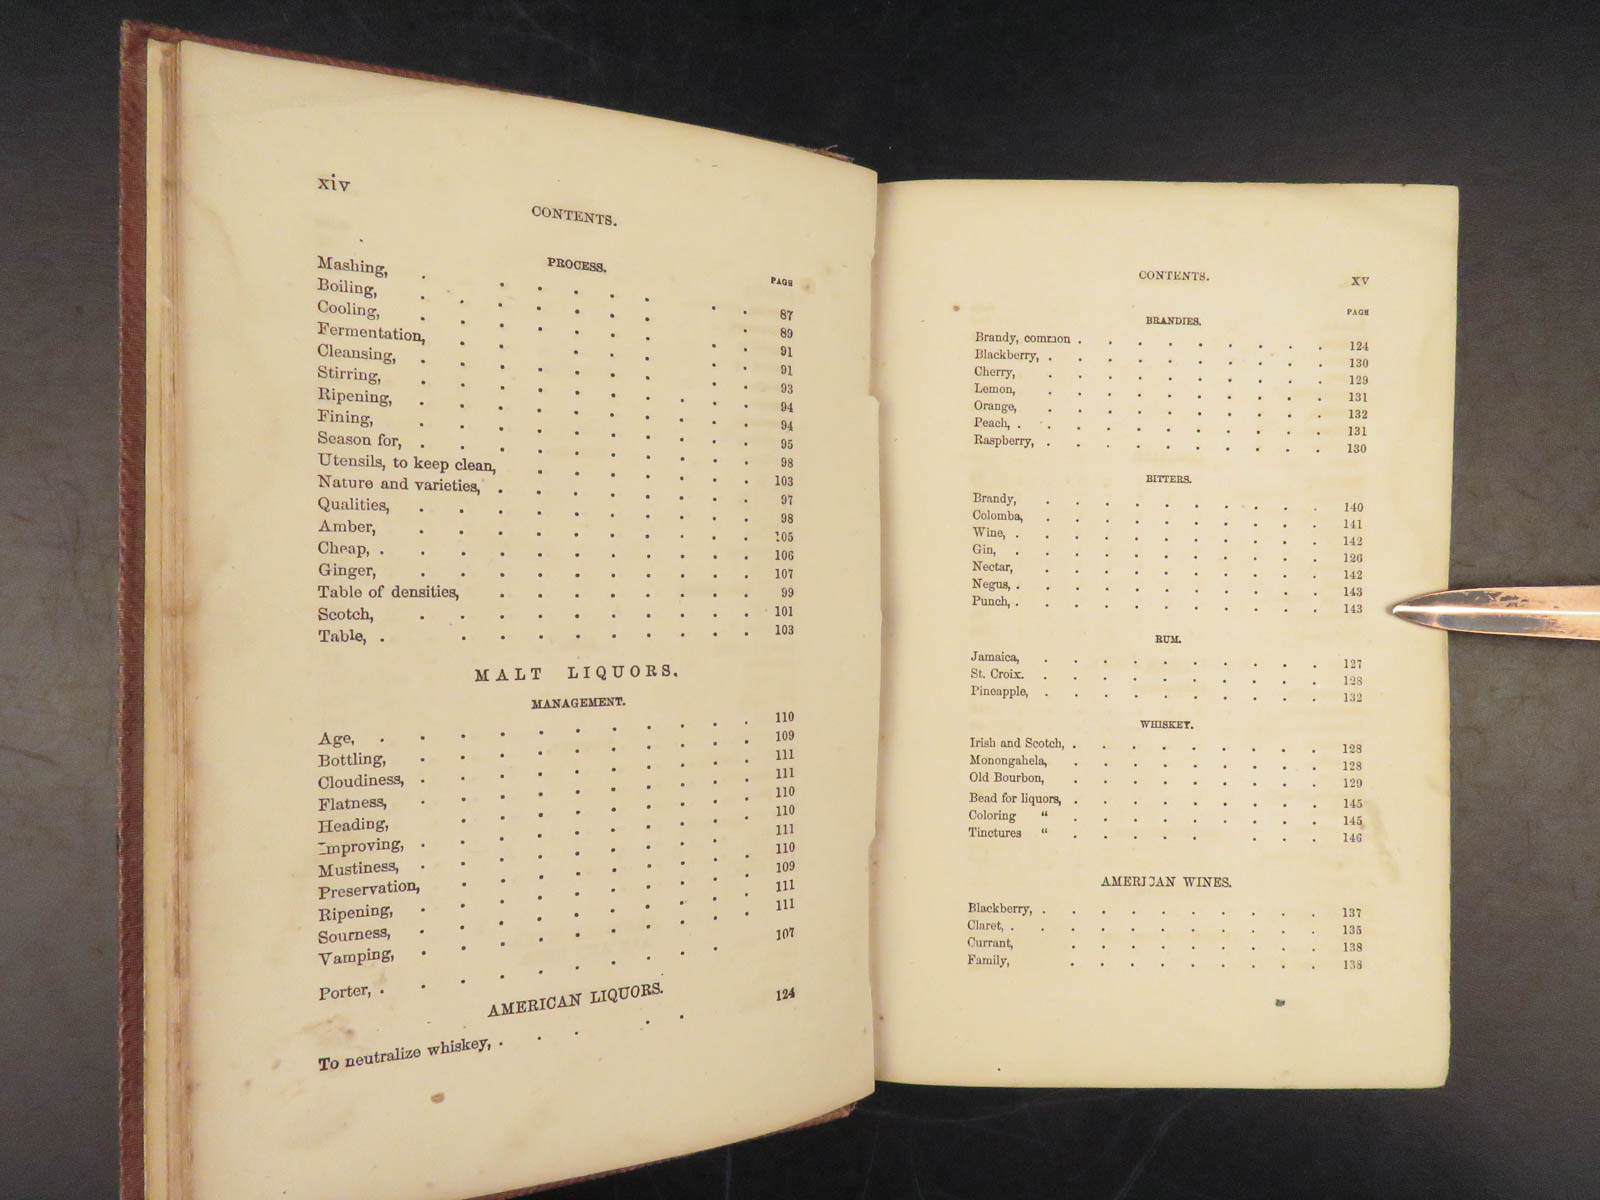 xiv
CONTENTS.
PROCESS.
PAGE
Mashing, . . . . . . . . 87
Boiling, . . . . . . . . 89
Cooling, . . . . . . . . 91
Fermentation, . . . . . . . . 91
Cleansing, . . . . . . . . 93
Stirring, . . . . . . . . 94
Ripening, . . . . . . . . 94
Fining, . . . . . . . . 95
Season for, . . . . . . . . 98
Utensils, to keep clean, . . . . . . 103
Nature and varieties, . . . . . . . 97
Qualities, . . . . . . . . . 98
Amber, . . . . . . . . . 105
Cheap, . . . . . . . . . . 106
Ginger, . . . . . . . . . 107
Table of densities, . . . . . . . 99
Scotch, . . . . . . . . . 101
Table, . . . . . . . . . 103
MALT LIQUORS.
MANAGEMENT.
Age, . . . . . . . . . . 110
Bottling, . . . . . . . . . 109
Cloudiness, . . . . . . . . . 111
Flatness, . . . . . . . . . 111
Heading, . . . . . . . . 110
Improving, . . . . . . . . . 110
Mustiness, . . . . . . . . . 111
Preservation, . . . . . . . . 110
Ripening, . . . . . . . . . 109
Sourness, . . . . . . . . . 111
Vamping, . . . . . . . . . 111
Porter, . . . . . . . . . 107
AMERICAN LIQUORS.
To neutralize whiskey, . . . . . 124
CONTENTS. xv
PAGE
BRANDIES.
Brandy, common . . . . . . . . . 124
Blackberry, . . . . . . . . . . 130
Cherry, . . . . . . . . . . 129
Lemon, . . . . . . . . . . 131
Orange, . . . . . . . . . . 132
Peach, . . . . . . . . . . . 131
Raspberry, . . . . . . . . . . 130
BITTERS.
Brandy, . . . . . . . . . . 140
Colomba, . . . . . . . . . . 141
Wine, . . . . . . . . . . . 142
Gin, . . . . . . . . . . . 126
Nectar, . . . . . . . . . . 142
Negus, . . . . . . . . . . . 143
Punch, . . . . . . . . . . . 143
RUM.
Jamaica, . . . . . . . . . . 127
St. Croix. . . . . . . . . . . 128
Pineapple, . . . . . . . . . . 132
WHISKEY.
Irish and Scotch, . . . . . . . . . 128
Monongahela, . . . . . . . . . 128
Old Bourbon, . . . . . . . . . 129
Bead for liquors, . . . . . . . . . 145
Coloring “ . . . . . . . . . 145
Tinctures “ . . . . . . . . 146
AMERICAN WINES.
Blackberry, . . . . . . . . . . 137
Claret, . . . . . . . . . . . 135
Currant, . . . . . . . . . 138
Family, . . . . . . . . . 138